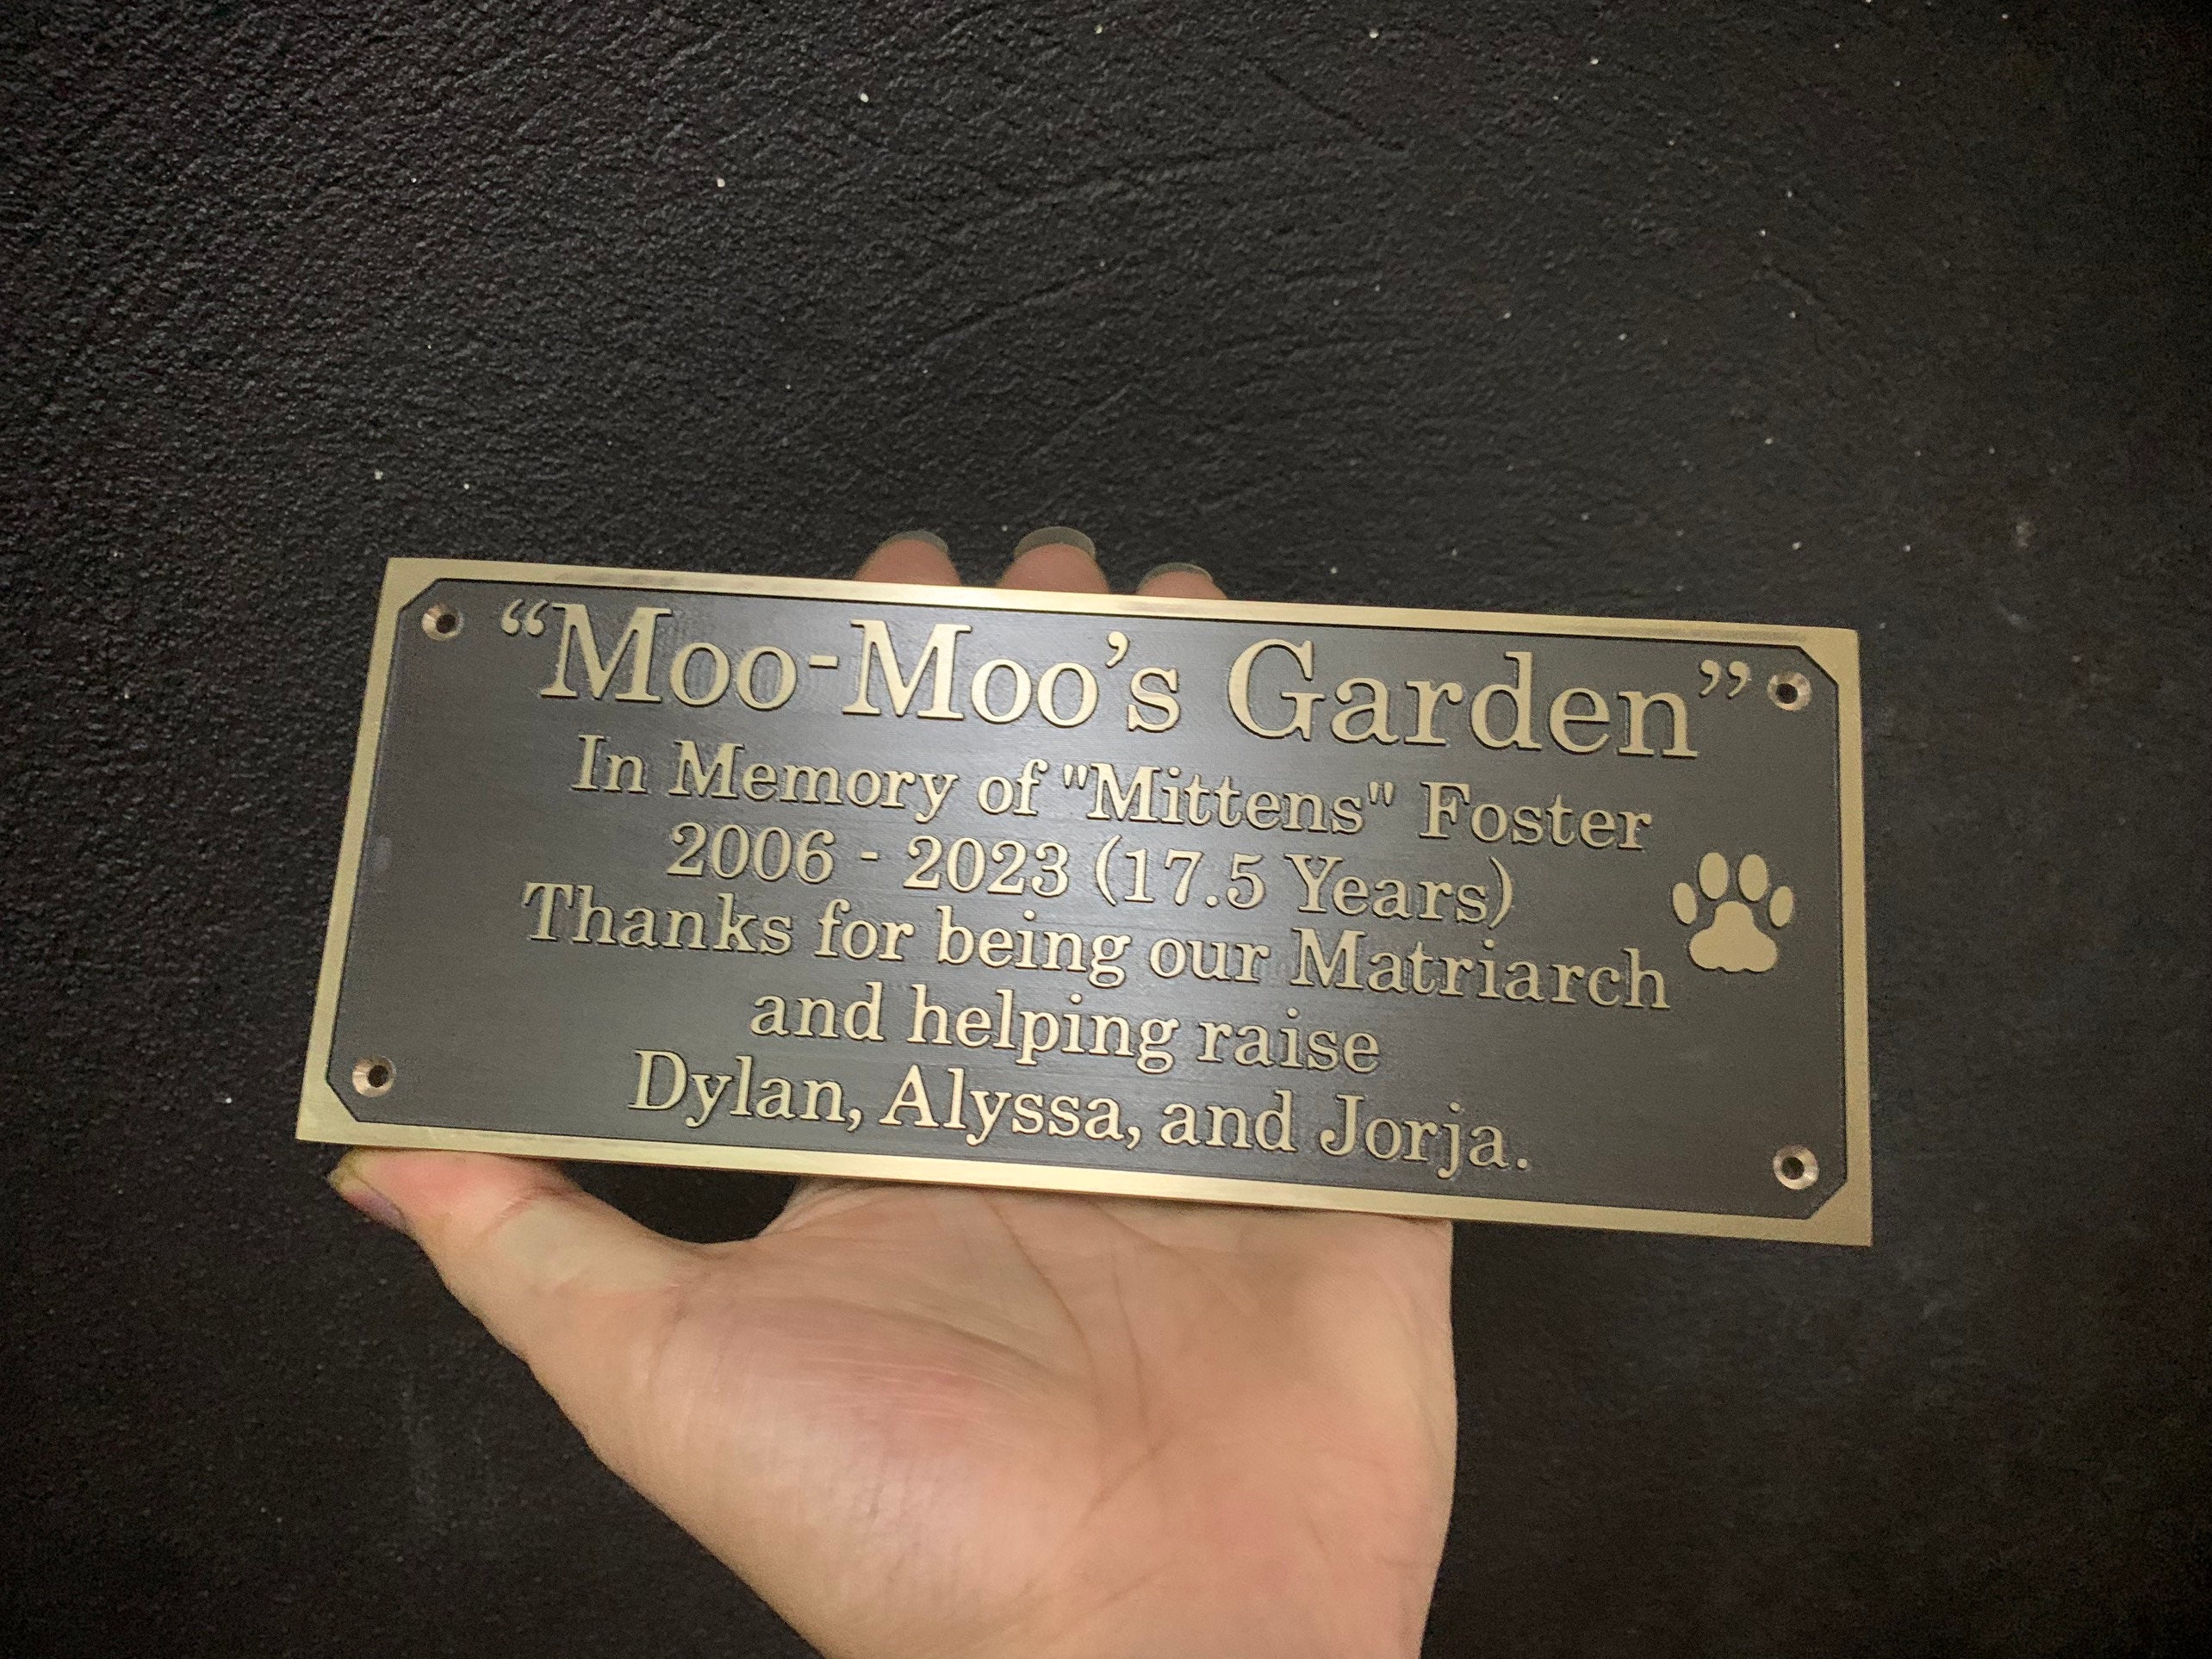 “Moo-Moo’s Garden”
In Memory of "Mittens" Foster
2006 - 2023 (17.5 Years)
Thanks for being our Matriarch
and helping raise
Dylan, Alyssa, and Jorja.